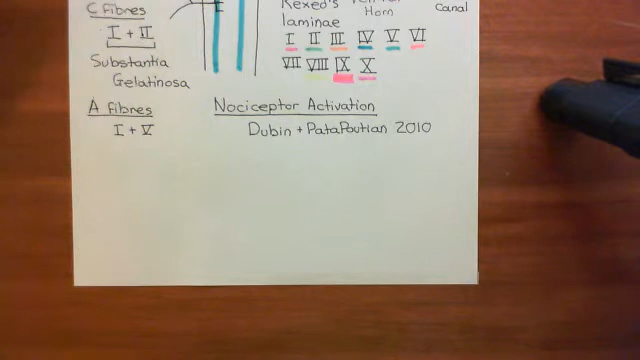 C fibres
I + II
Substantia
Gelatinosa
A fibres
I + V
Rexed's
laminae
Horn
Canal
I II III IV V VI
VII VIII IX X
Nociceptor Activation
Dubin + Patapoutian 2010